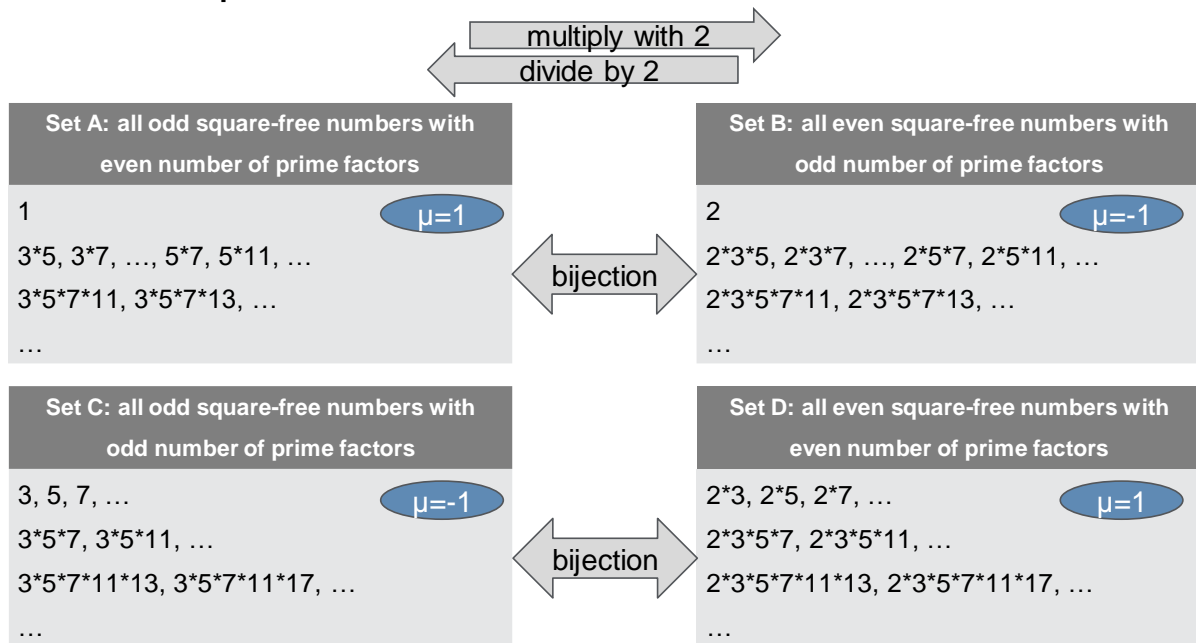 multiply with 2
divide by 2
Set A: all odd square-free numbers with
even number of prime factors
1
μ=1
3*5, 3*7, …, 5*7, 5*11, …
3*5*7*11, 3*5*7*13, …
…
bijection
Set B: all even square-free numbers with
odd number of prime factors
2
μ=-1
2*3*5, 2*3*7, …, 2*5*7, 2*5*11, …
2*3*5*7*11, 2*3*5*7*13, …
…
Set C: all odd square-free numbers with
odd number of prime factors
3, 5, 7, …
μ=-1
3*5*7, 3*5*11, …
3*5*7*11*13, 3*5*7*11*17, …
…
bijection
Set D: all even square-free numbers with
even number of prime factors
2*3, 2*5, 2*7, …
μ=1
2*3*5*7, 2*3*5*11, …
2*3*5*7*11*13, 2*3*5*7*11*17, …
…